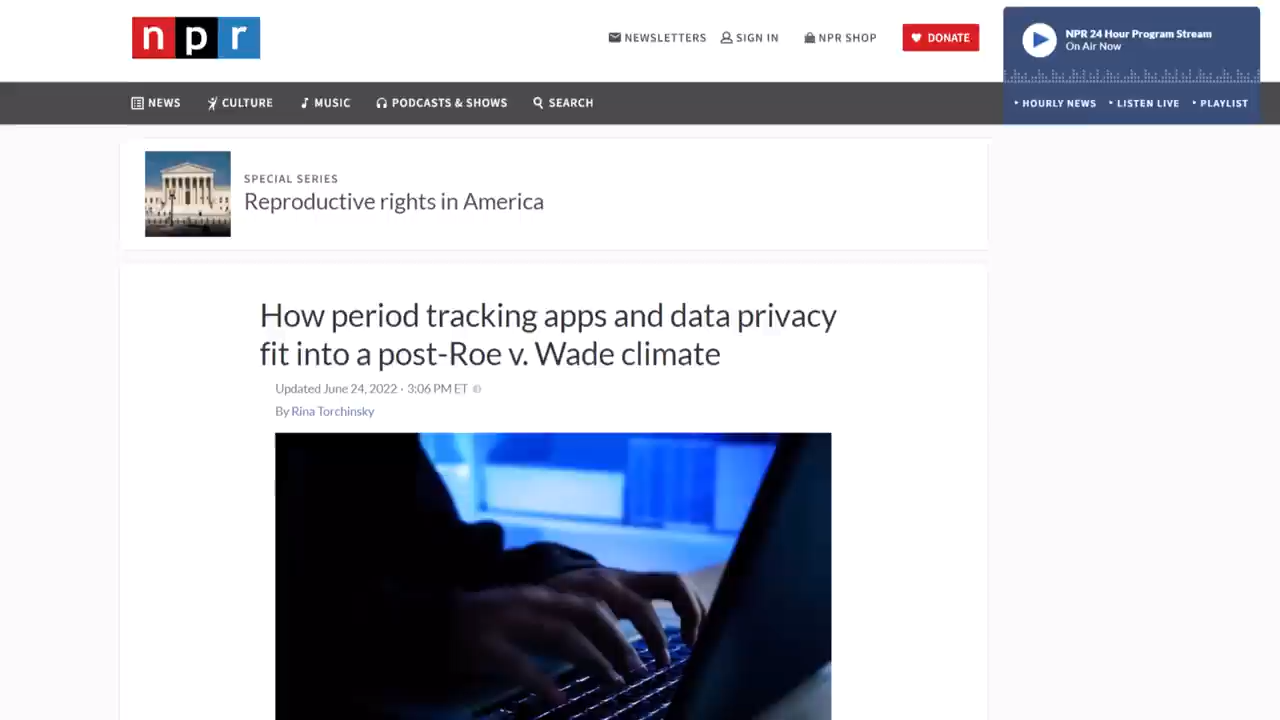 npr
NEWSLETTERS
SIGN IN
NPR SHOP
DONATE
NPR 24 Hour Program Stream
On Air Now
NEWS
CULTURE
MUSIC
PODCASTS & SHOWS
SEARCH
HOURLY NEWS
LISTEN LIVE
PLAYLIST
SPECIAL SERIES
Reproductive rights in America
How period tracking apps and data privacy
fit into a post-Roe v. Wade climate
Updated June 24, 2022 · 3:06 PM ET
By Rina Torchinsky